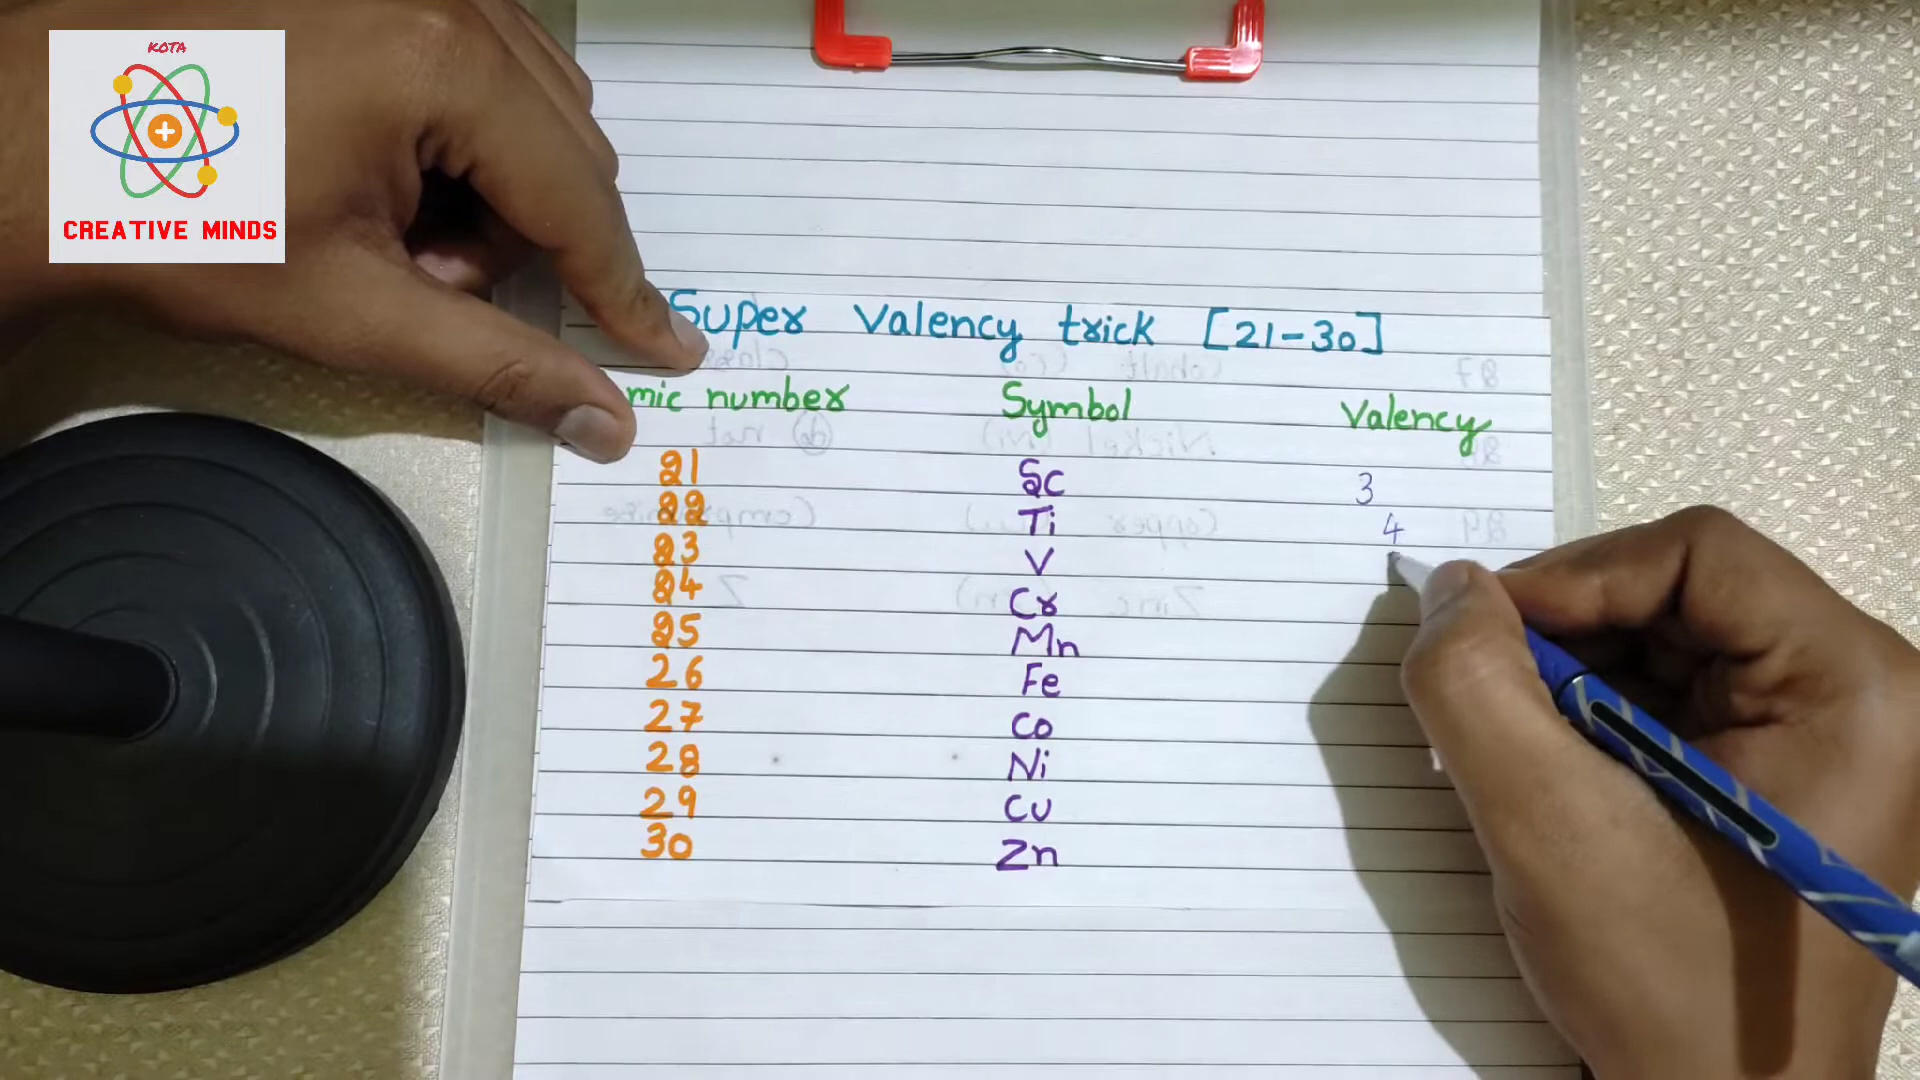 KOTA
CREATIVE MINDS
Super Valency trick [21-30]
mic number Symbol Valency
21 Sc 3
22 Ti 4
23 V
24 Cr
25 Mn
26 Fe
27 Co
28 Ni
29 Cu
30 Zn